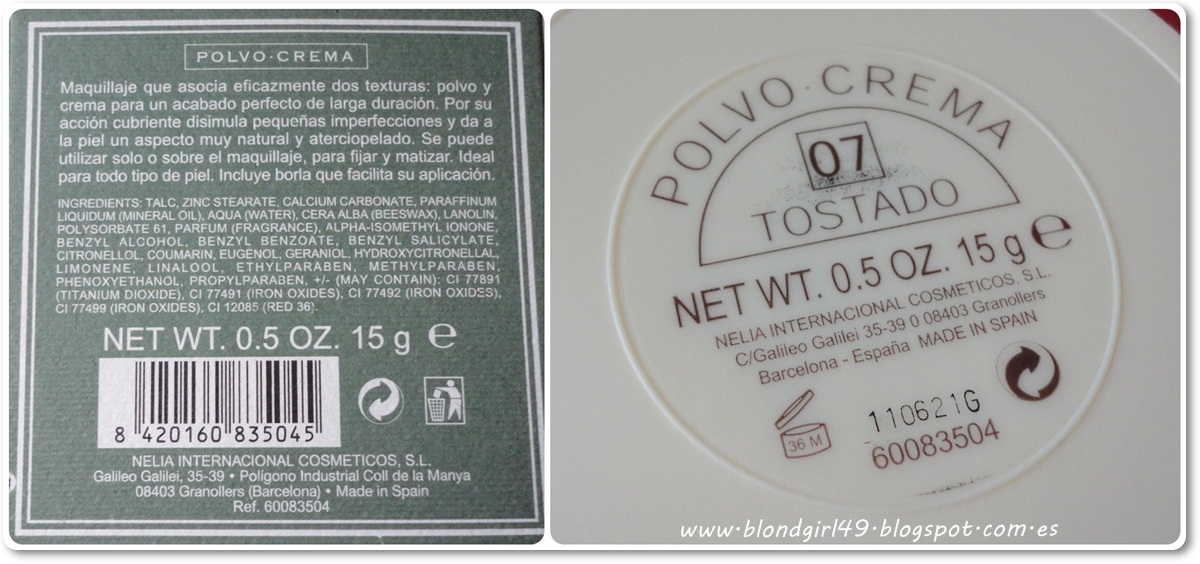 POLVO·CREMA
Maquillaje que asocia eficazmente dos texturas: polvo y
crema para un acabado perfecto de larga duración. Por su
acción cubriente disimula pequeñas imperfecciones y da a
la piel un aspecto muy natural y aterciopelado. Se puede
utilizar solo o sobre el maquillaje, para fijar y matizar. Ideal
para todo tipo de piel. Incluye borla que facilita su aplicación.
INGREDIENTS: TALC, ZINC STEARATE, CALCIUM CARBONATE, PARAFFINUM
LIQUIDUM (MINERAL OIL), AQUA (WATER), CERA ALBA (BEESWAX), LANOLIN,
POLYSORBATE 61, PARFUM (FRAGRANCE), ALPHA-ISOMETHYL IONONE,
BENZYL ALCOHOL, BENZYL BENZOATE, BENZYL SALICYLATE,
CITRONELLOL, COUMARIN, EUGENOL, GERANIOL, HYDROXYCITRONELLAL,
LIMONENE, LINALOOL, ETHYLPARABEN, METHYLPARABEN,
PHENOXYETHANOL, PROPYLPARABEN, +/- (MAY CONTAIN): CI 77891
(TITANIUM DIOXIDE), CI 77491 (IRON OXIDES), CI 77492 (IRON OXIDES),
CI 77499 (IRON OXIDES), CI 12085 (RED 36).
NET WT. 0.5 OZ. 15 g e
8 420160 835045
NELIA INTERNACIONAL COSMETICOS, S.L.
Galileo Galilei, 35-39 • Polígono Industrial Coll de la Manya
08403 Granollers (Barcelona) • Made in Spain
Ref. 60083504
POLVO·CREMA
07
TOSTADO
NET WT. 0.5 OZ. 15 g e
NELIA INTERNACIONAL COSMETICOS, S.L.
C/Galileo Galilei 35-39 0 08403 Granollers
Barcelona - España MADE IN SPAIN
36 M
110621G
60083504
www·blondgirl49·blogspot·com·es